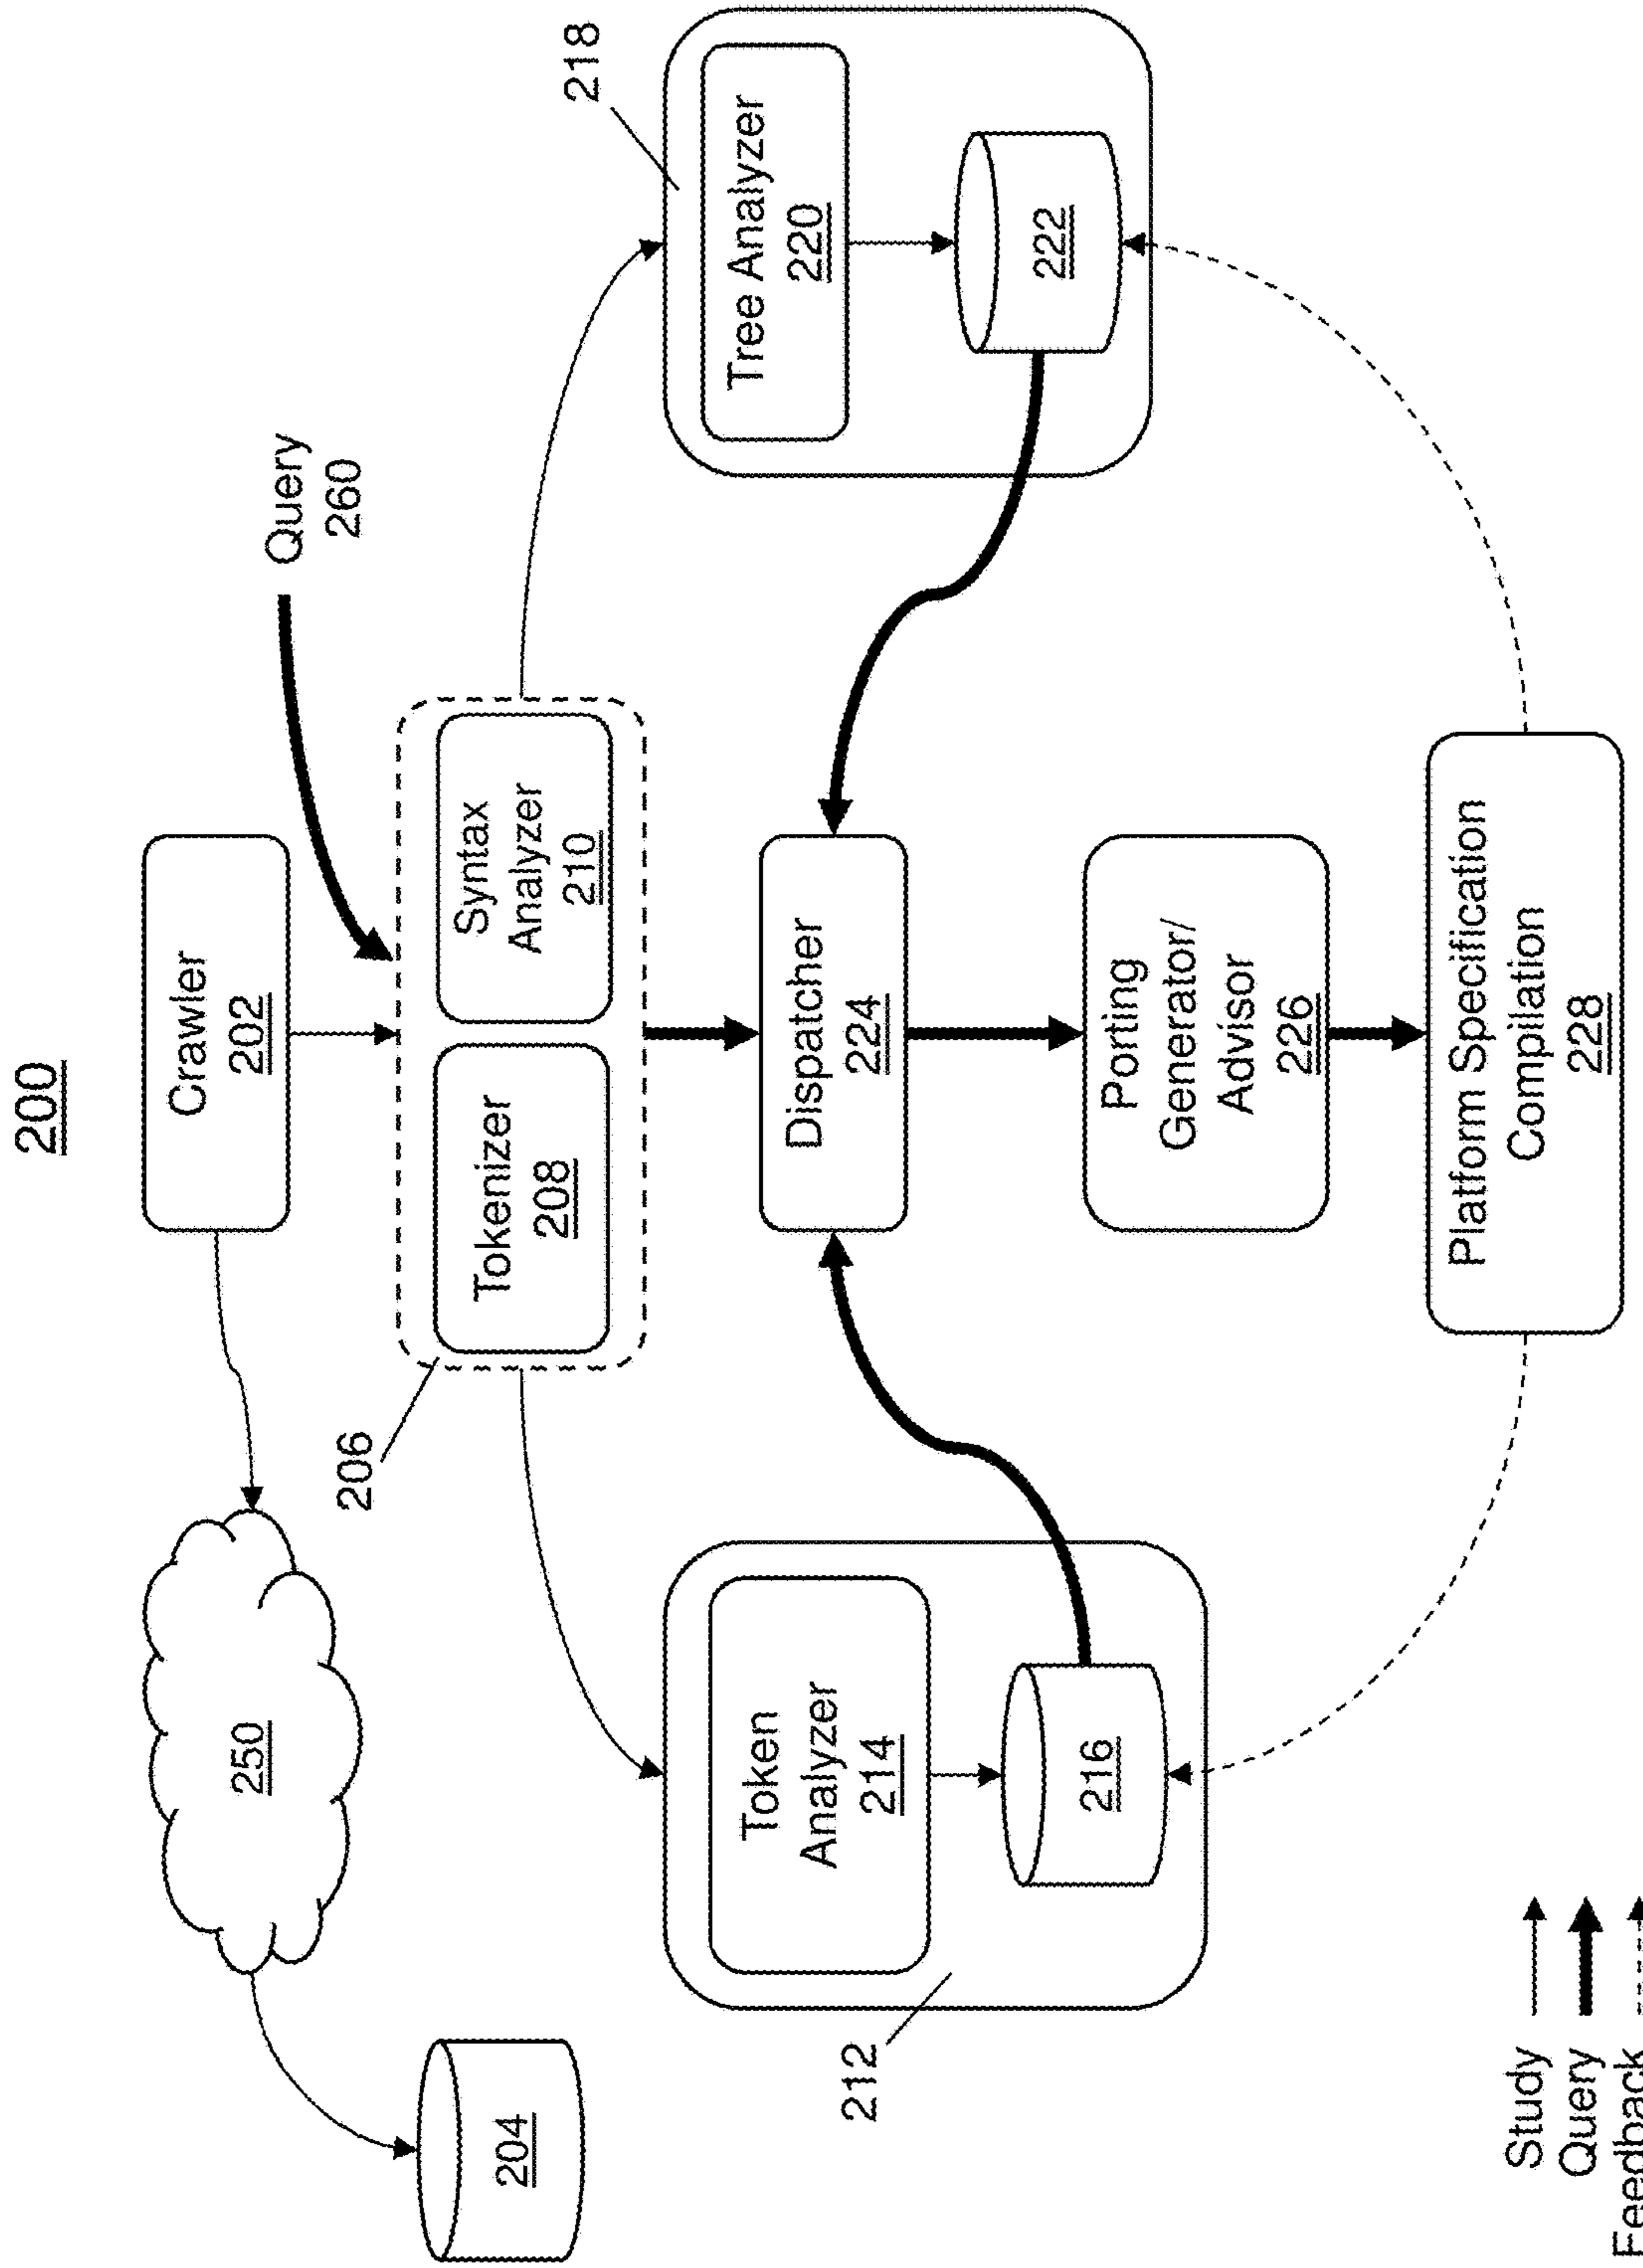 200
Crawler
202
250
204
Query
260
206
Tokenizer
208
Syntax
Analyzer
210
212
Token
Analyzer
214
216
218
Tree Analyzer
220
222
Dispatcher
224
Porting
Generator/
Advisor
226
Platform Specification
Compilation
228
Study
Query
Feedback